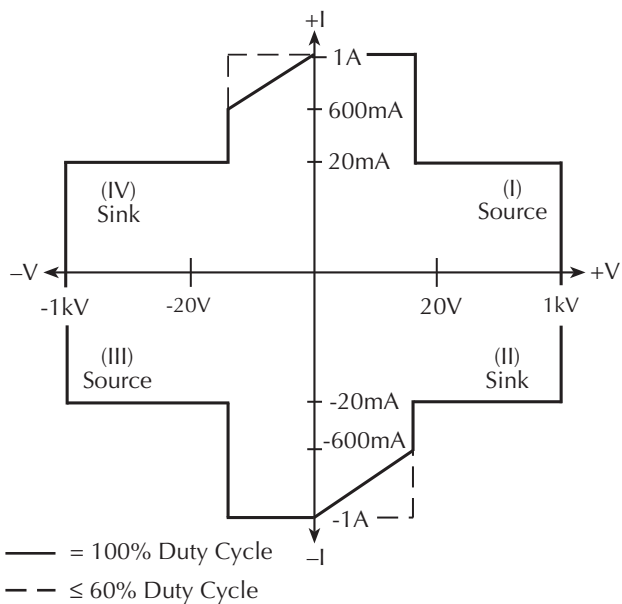 +I
1A
600mA
20mA
(IV)
Sink
(I)
Source
–V
+V
-1kV
-20V
20V
1kV
(III)
Source
(II)
Sink
-20mA
-600mA
-1A
–I
= 100% Duty Cycle
≤ 60% Duty Cycle